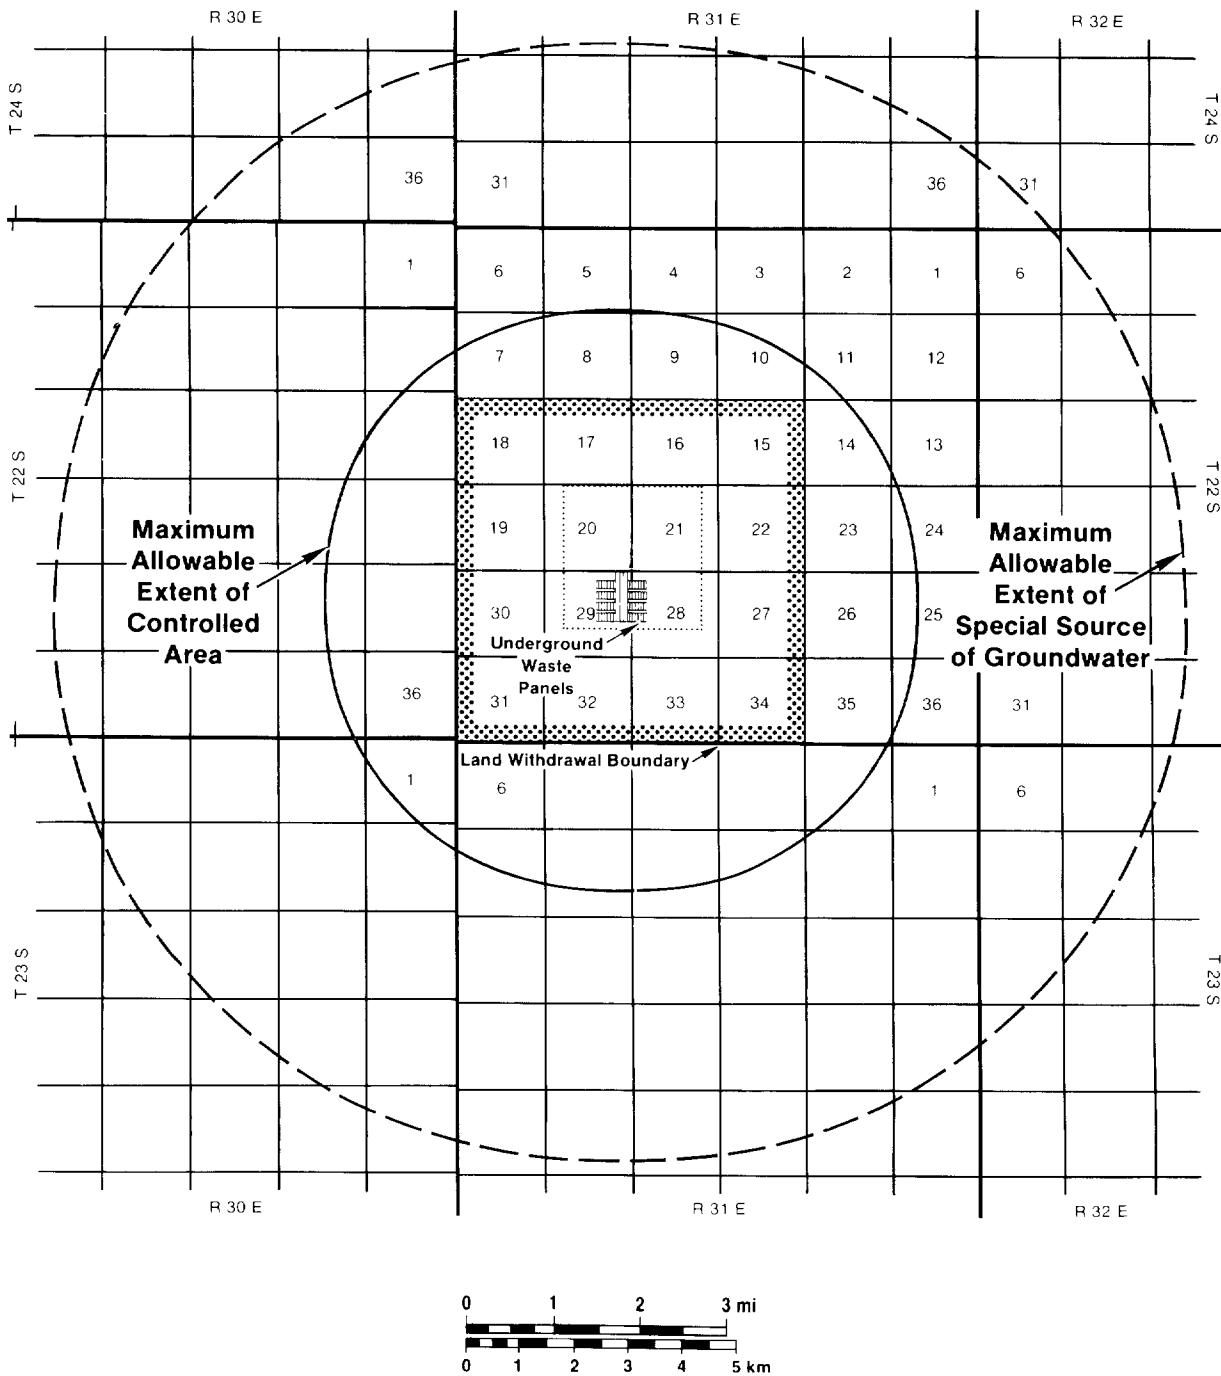 R 30 E
R 31 E
R 32 E
T 24 S
T 24 S
36
31
36
31
1
6
5
4
3
2
1
6
7
8
9
10
11
12
18
17
16
15
14
13
T 22 S
T 22 S
19
20
21
22
23
24
Maximum
Allowable
Extent of
Controlled
Area
Maximum
Allowable
Extent of
Special Source
of Groundwater
30
29
28
27
26
25
Underground
Waste
Panels
36
31
32
33
34
35
36
31
Land Withdrawal Boundary
1
6
1
6
T 23 S
T 23 S
R 30 E
R 31 E
R 32 E
0 1 2 3 mi
0 1 2 3 4 5 km